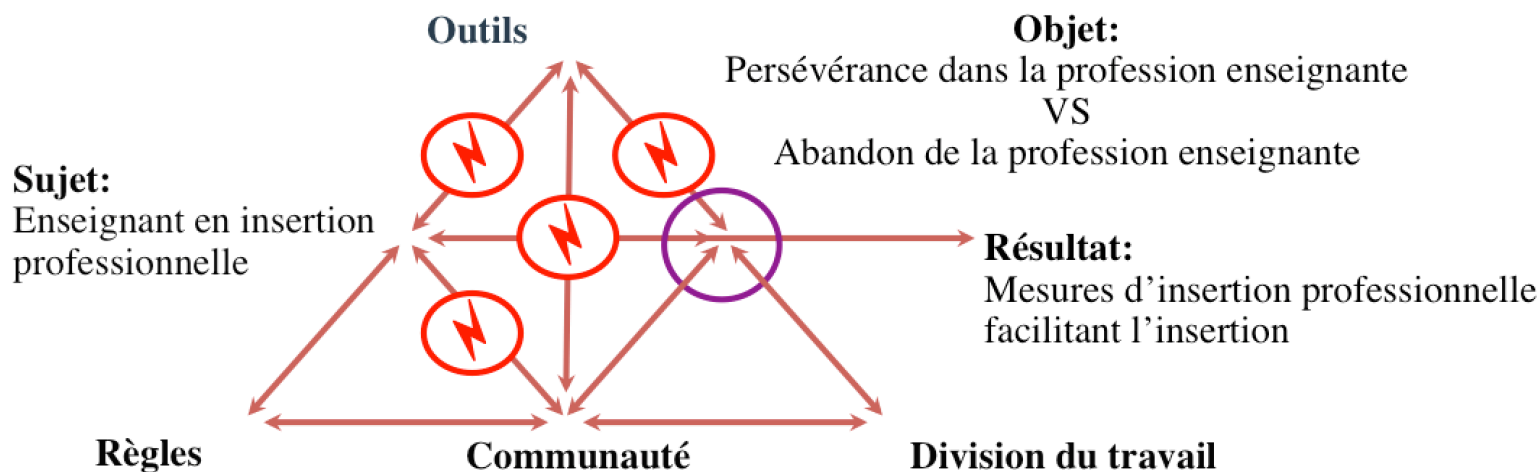 Outils
Objet:
Persévérance dans la profession enseignante
VS
Abandon de la profession enseignante
Sujet:
Enseignant en insertion
professionnelle
Résultat:
Mesures d’insertion professionnelle
facilitant l’insertion
Règles
Communauté
Division du travail